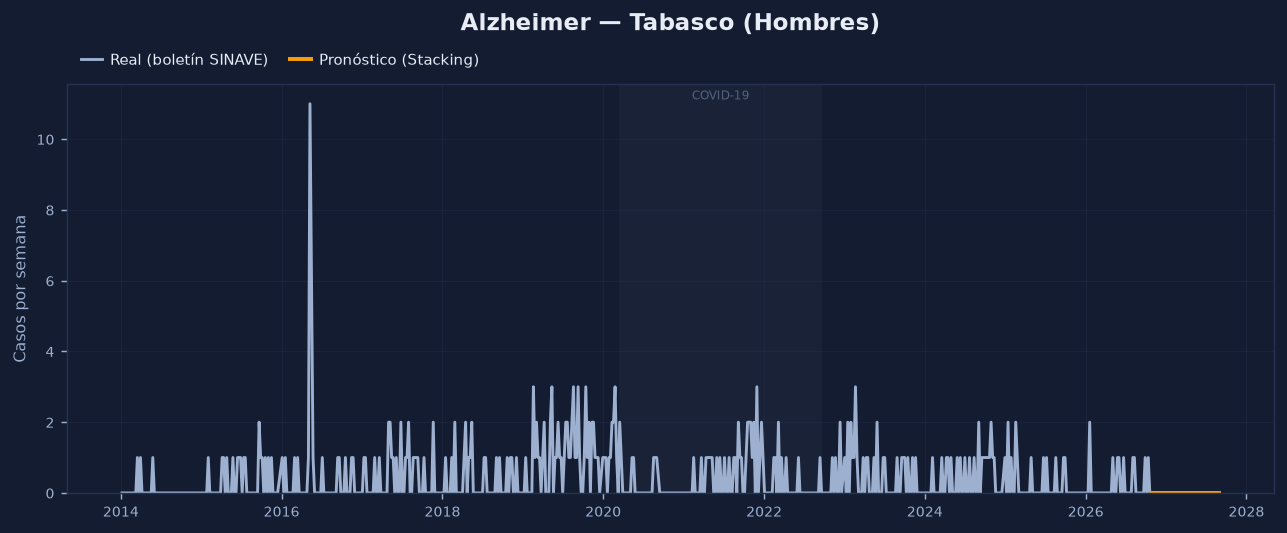 Alzheimer — Tabasco (Hombres)
Real (boletín SINAVE)
Pronóstico (Stacking)
COVID-19
Casos por semana
10
8
6
4
2
0
2014
2016
2018
2020
2022
2024
2026
2028